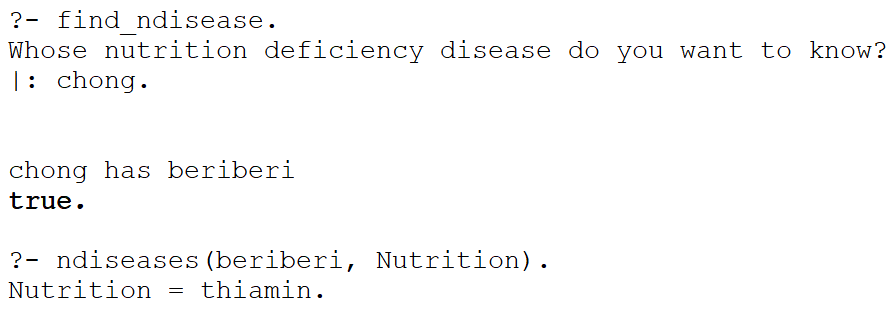 ?- find_ndisease.
Whose nutrition deficiency disease do you want to know?
|: chong.
chong has beriberi
true.
?- ndiseases(beriberi, Nutrition).
Nutrition = thiamin.